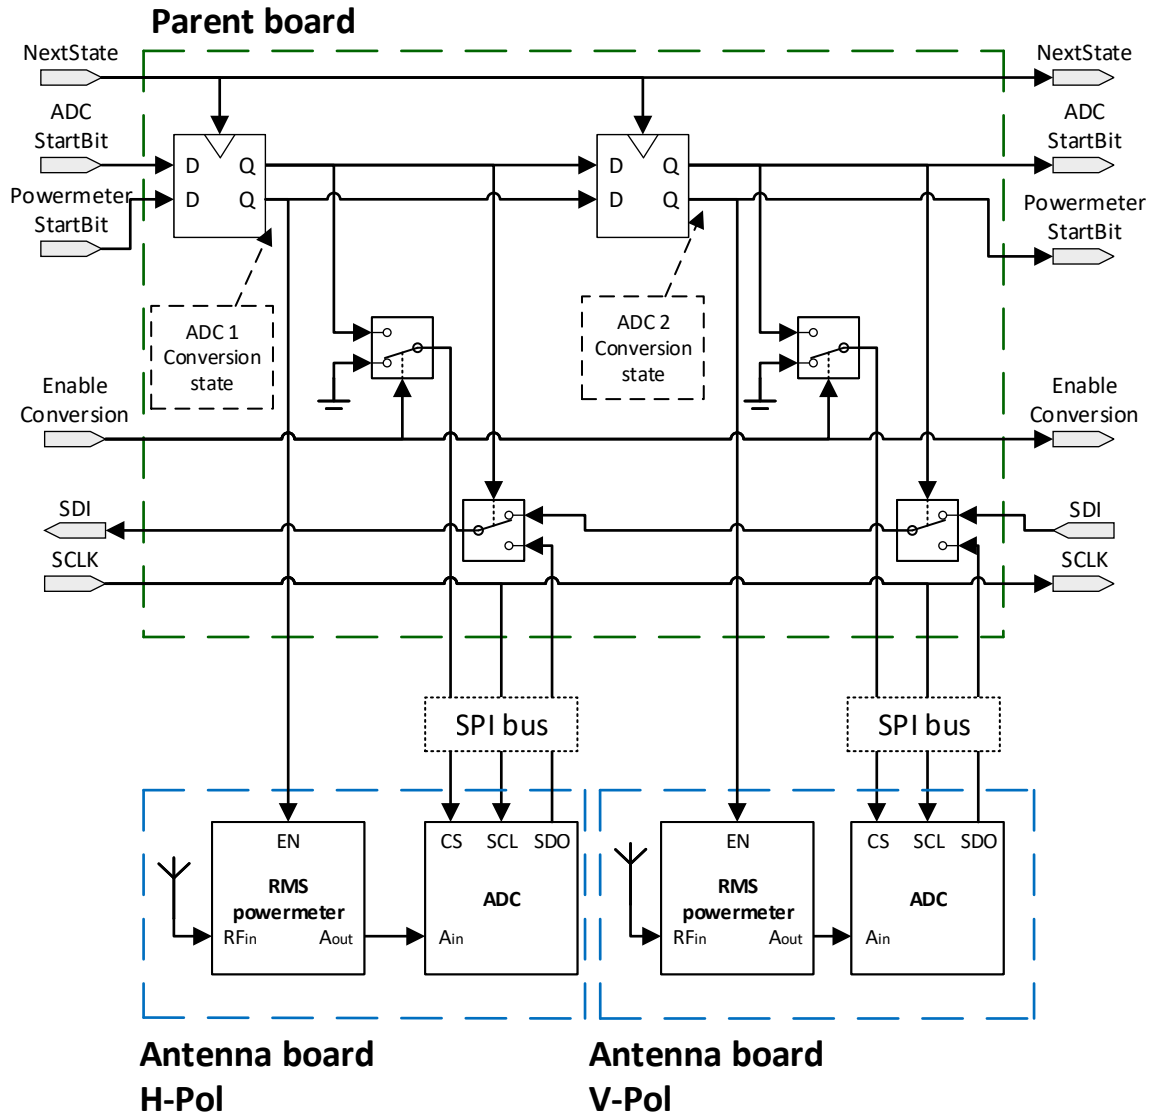 Parent board
NextState
NextState
ADC
StartBit
ADC
StartBit
D
Q
D
Q
D
Q
D
Q
Powermeter
StartBit
Powermeter
StartBit
ADC 1
Conversion
state
ADC 2
Conversion
state
Enable
Conversion
Enable
Conversion
SDI
SDI
SCLK
SCLK
SPI bus
SPI bus
EN
CS
SCL
SDO
EN
CS
SCL
SDO
RMS
powermeter
ADC
RMS
powermeter
ADC
RFin
Aout
Ain
RFin
Aout
Ain
Antenna board
H-Pol
Antenna board
V-Pol